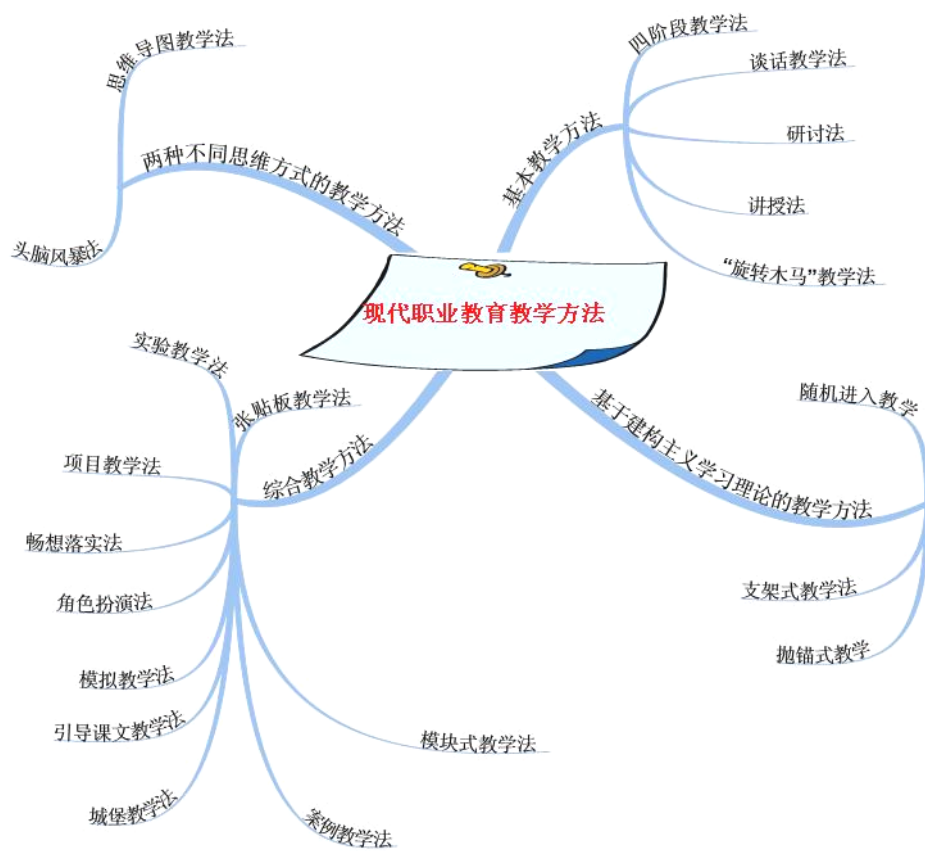 现代职业教育教学方法
两种不同思维方式的教学方法
思维导图教学法
头脑风暴法
基本教学方法
四阶段教学法
谈话教学法
研讨法
讲授法
“旋转木马”教学法
综合教学方法
实验教学法
张贴板教学法
项目教学法
畅想落实法
角色扮演法
模拟教学法
引导课文教学法
城堡教学法
案例教学法
模块式教学法
基于建构主义学习理论的教学方法
随机进入教学
支架式教学法
抛锚式教学